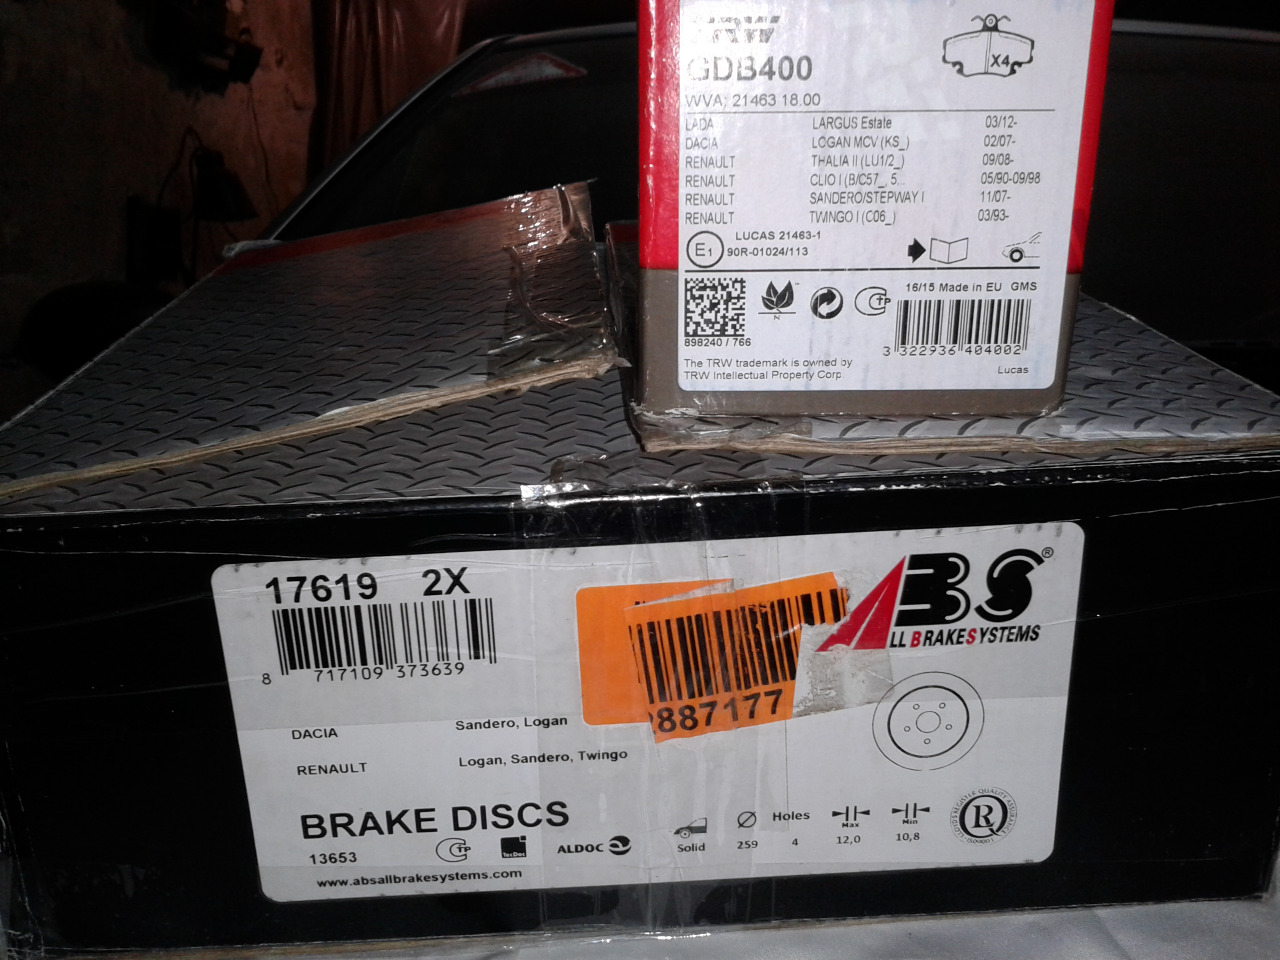 TRW
GDB400
X4
WVA: 21463 18.00
LADA LARGUS Estate 03/12-
DACIA LOGAN MCV (KS_) 02/07-
RENAULT THALIA II (LU1/2_) 09/08-
RENAULT CLIO I (B/C57_, 5... 05/90-09/98
RENAULT SANDERO/STEPWAY I 11/07-
RENAULT TWINGO I (C06_) 03/93-
E1 LUCAS 21463-1
90R-01024/113
16/15 Made in EU GMS
N
CTP
898240 / 766
3 322936 404002
The TRW trademark is owned by
TRW Intellectual Property Corp.
Lucas
17619 2X
8 717109 373639
887177
ABS®
ALL BRAKESYSTEMS
DACIA Sandero, Logan
RENAULT Logan, Sandero, Twingo
BRAKE DISCS
13653
CTP
TecDoc
ALDOC
www.absallbrakesystems.com
Solid
Ø
259
Holes
4
Max
12,0
Min
10,8
R